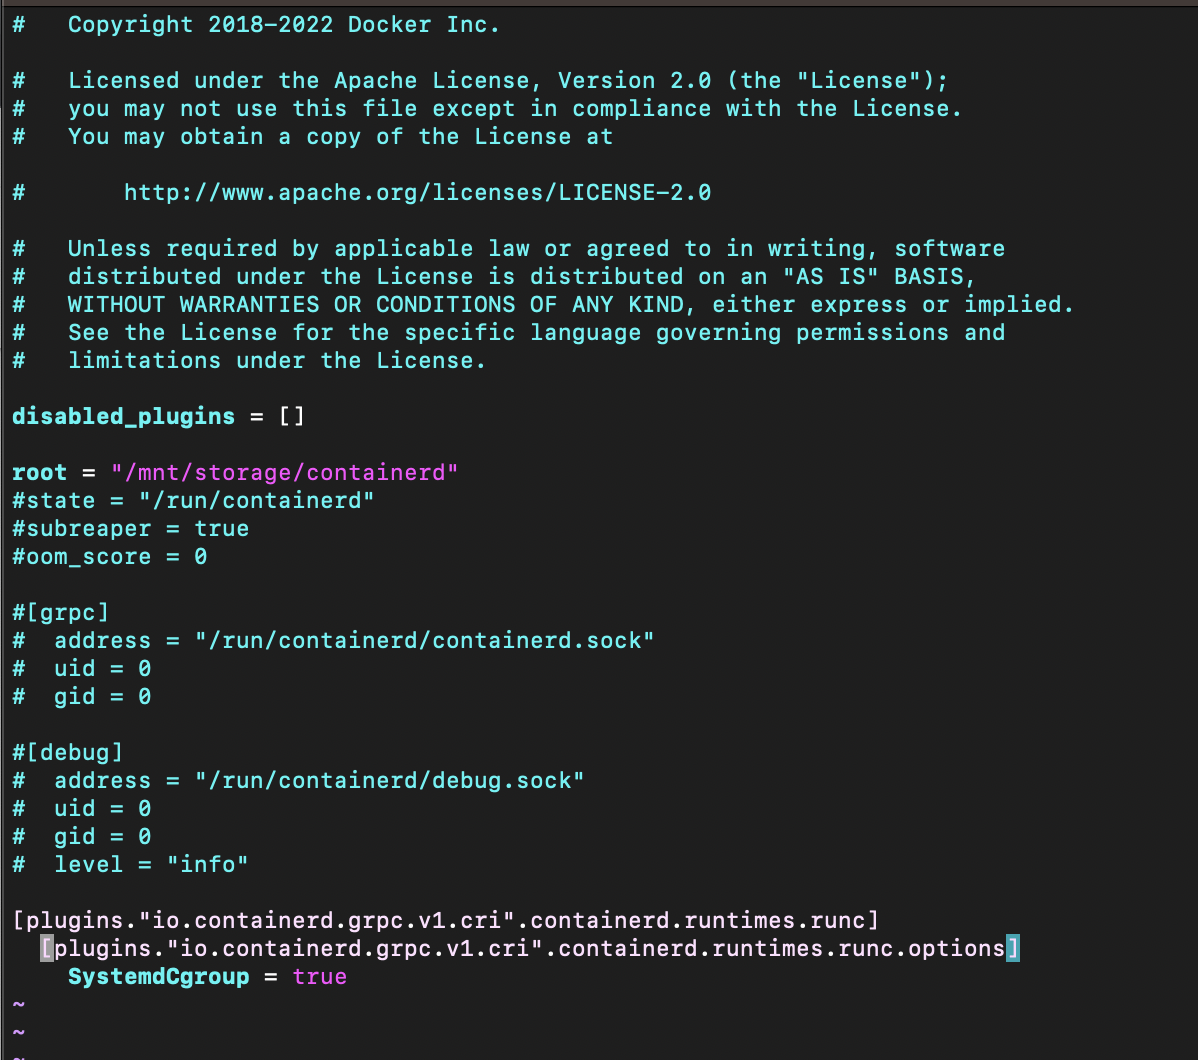 #   Copyright 2018-2022 Docker Inc.
#   Licensed under the Apache License, Version 2.0 (the "License");
#   you may not use this file except in compliance with the License.
#   You may obtain a copy of the License at
#       http://www.apache.org/licenses/LICENSE-2.0
#   Unless required by applicable law or agreed to in writing, software
#   distributed under the License is distributed on an "AS IS" BASIS,
#   WITHOUT WARRANTIES OR CONDITIONS OF ANY KIND, either express or implied.
#   See the License for the specific language governing permissions and
#   limitations under the License.
disabled_plugins = []
root = "/mnt/storage/containerd"
#state = "/run/containerd"
#subreaper = true
#oom_score = 0
#[grpc]
#  address = "/run/containerd/containerd.sock"
#  uid = 0
#  gid = 0
#[debug]
#  address = "/run/containerd/debug.sock"
#  uid = 0
#  gid = 0
#  level = "info"
[plugins."io.containerd.grpc.v1.cri".containerd.runtimes.runc]
  [plugins."io.containerd.grpc.v1.cri".containerd.runtimes.runc.options]
    SystemdCgroup = true
~
~
~